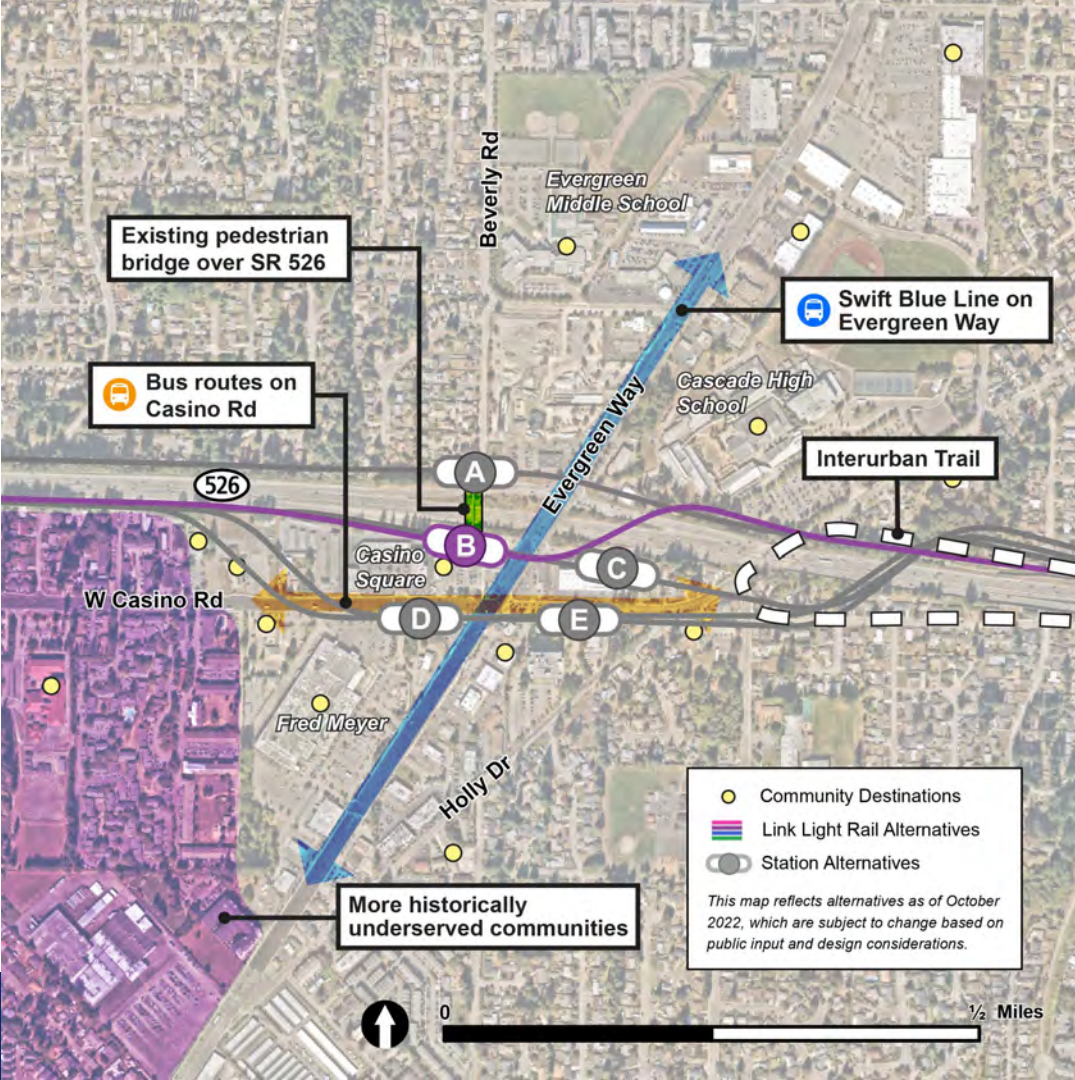 Beverly Rd
Evergreen
Middle School
Existing pedestrian
bridge over SR 526
Swift Blue Line on
Evergreen Way
Bus routes on
Casino Rd
Evergreen Way
Cascade High
School
Interurban Trail
526
A
B
C
Casino
Square
W Casino Rd
D
E
Fred Meyer
Holly Dr
Community Destinations
Link Light Rail Alternatives
Station Alternatives
This map reflects alternatives as of October
2022, which are subject to change based on
public input and design considerations.
More historically
underserved communities
0
½ Miles